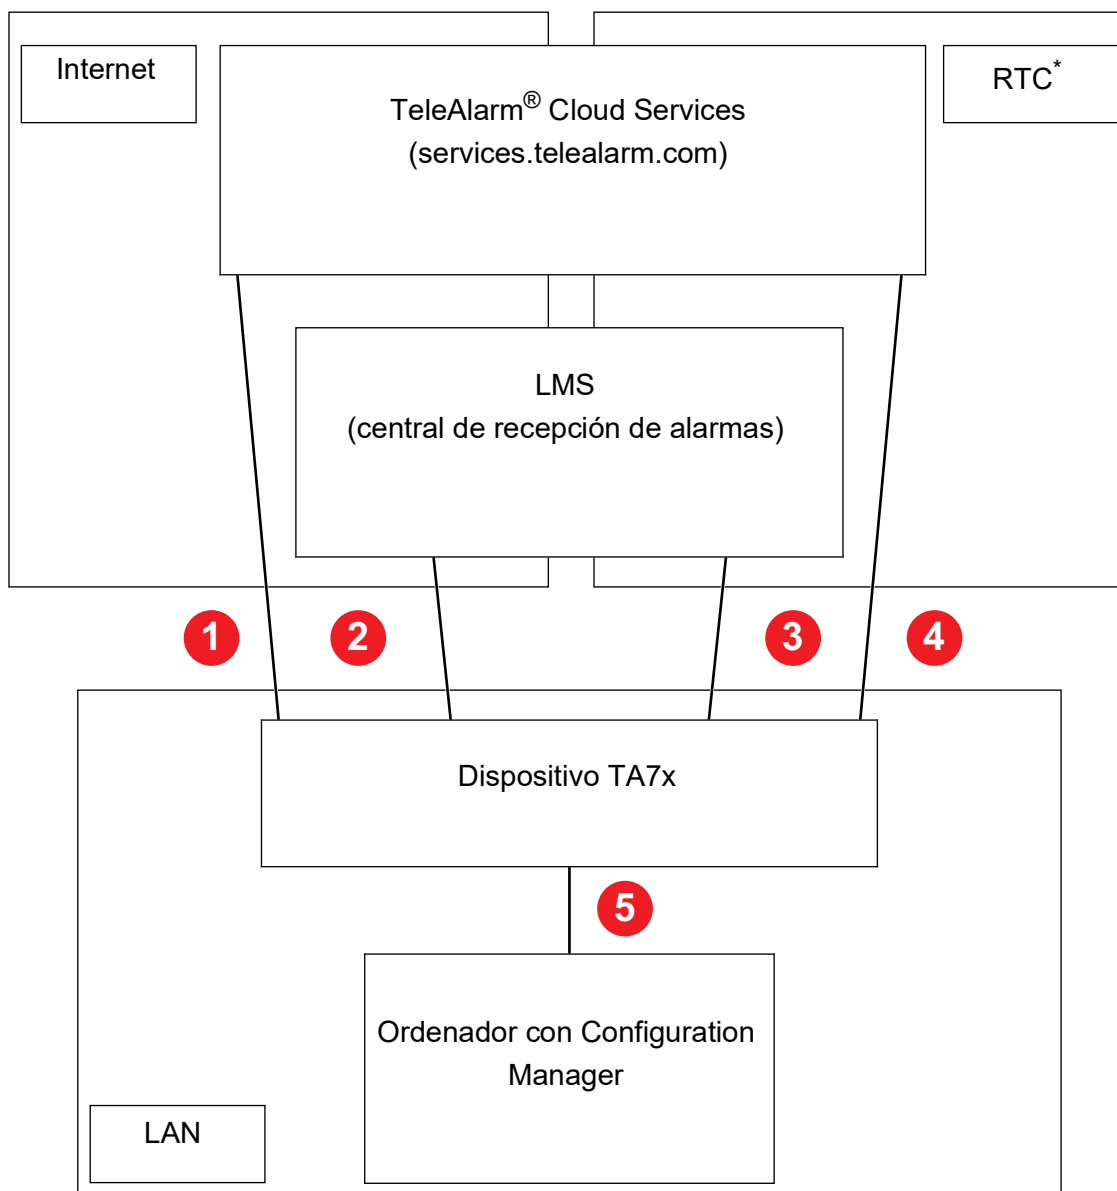 Internet
TeleAlarm® Cloud Services
(services.telealarm.com)
RTC*
LMS
(central de recepción de alarmas)
1
2
3
4
Dispositivo TA7x
5
Ordenador con Configuration
Manager
LAN